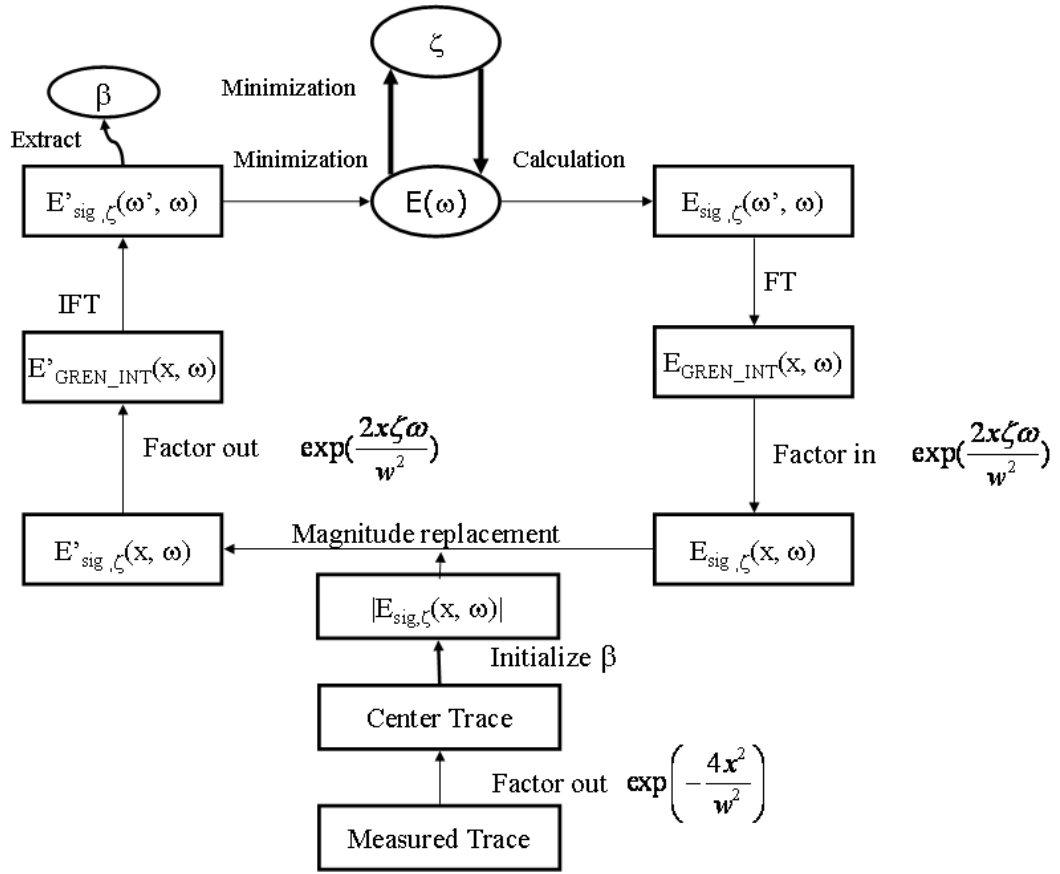 ζ
Minimization
β
Extract
Minimization
Calculation
E’sig,ζ(ω’, ω)
E(ω)
Esig,ζ(ω’, ω)
IFT
FT
E’GREN_INT(x, ω)
EGREN_INT(x, ω)
Factor out exp(2xζω/w²)
Factor in exp(2xζω/w²)
Magnitude replacement
E’sig,ζ(x, ω)
Esig,ζ(x, ω)
|Esig,ζ(x, ω)|
Initialize β
Center Trace
Factor out exp(-4x²/w²)
Measured Trace